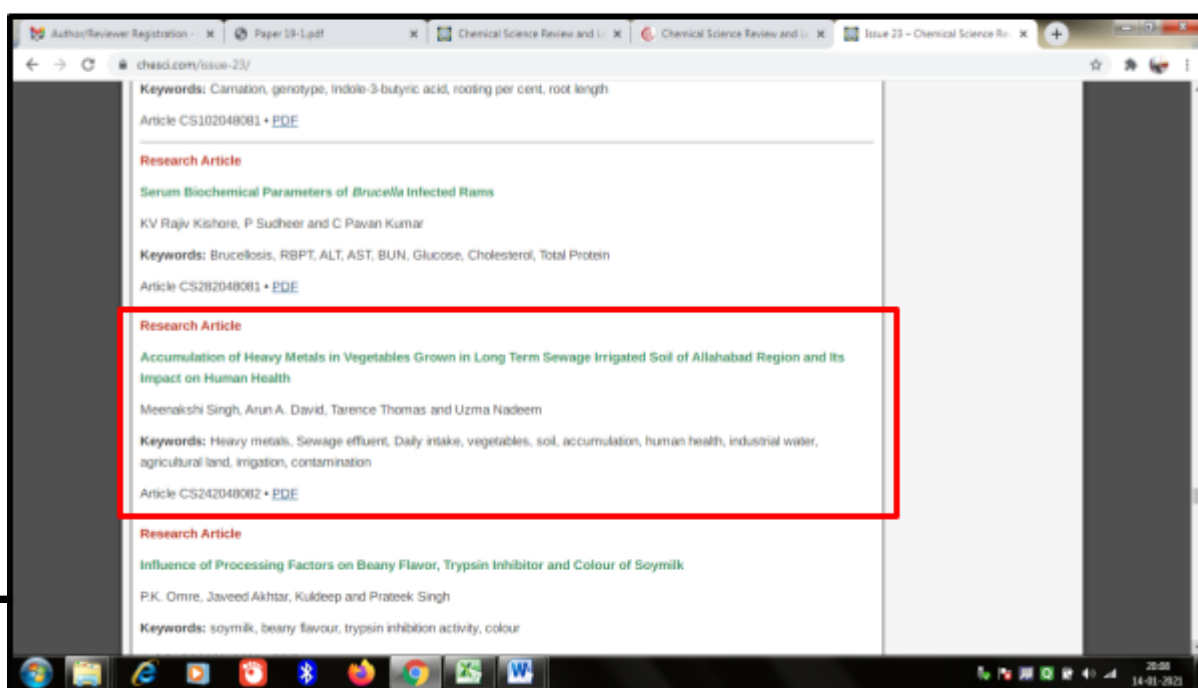 Author/Reviewer Registration -
Paper 19-1.pdf
Chemical Science Review and
Chemical Science Review and
Issue 23 – Chemical Science Re
chesci.com/issue-23/
Keywords: Carnation, genotype, Indole-3-butyric acid, rooting per cent, root length
Article CS102048081 • PDF
Research Article
Serum Biochemical Parameters of Brucella Infected Rams
KV Rajiv Kishore, P Sudheer and C Pavan Kumar
Keywords: Brucellosis, RBPT, ALT, AST, BUN, Glucose, Cholesterol, Total Protein
Article CS282048081 • PDF
Research Article
Accumulation of Heavy Metals in Vegetables Grown in Long Term Sewage Irrigated Soil of Allahabad Region and Its
Impact on Human Health
Meenakshi Singh, Arun A. David, Tarence Thomas and Uzma Nadeem
Keywords: Heavy metals, Sewage effluent, Daily intake, vegetables, soil, accumulation, human health, industrial water,
agricultural land, irrigation, contamination
Article CS242048082 • PDF
Research Article
Influence of Processing Factors on Beany Flavor, Trypsin Inhibitor and Colour of Soymilk
P.K. Omre, Javeed Akhtar, Kuldeep and Prateek Singh
Keywords: soymilk, beany flavour, trypsin inhibition activity, colour
20:08
14-01-2021